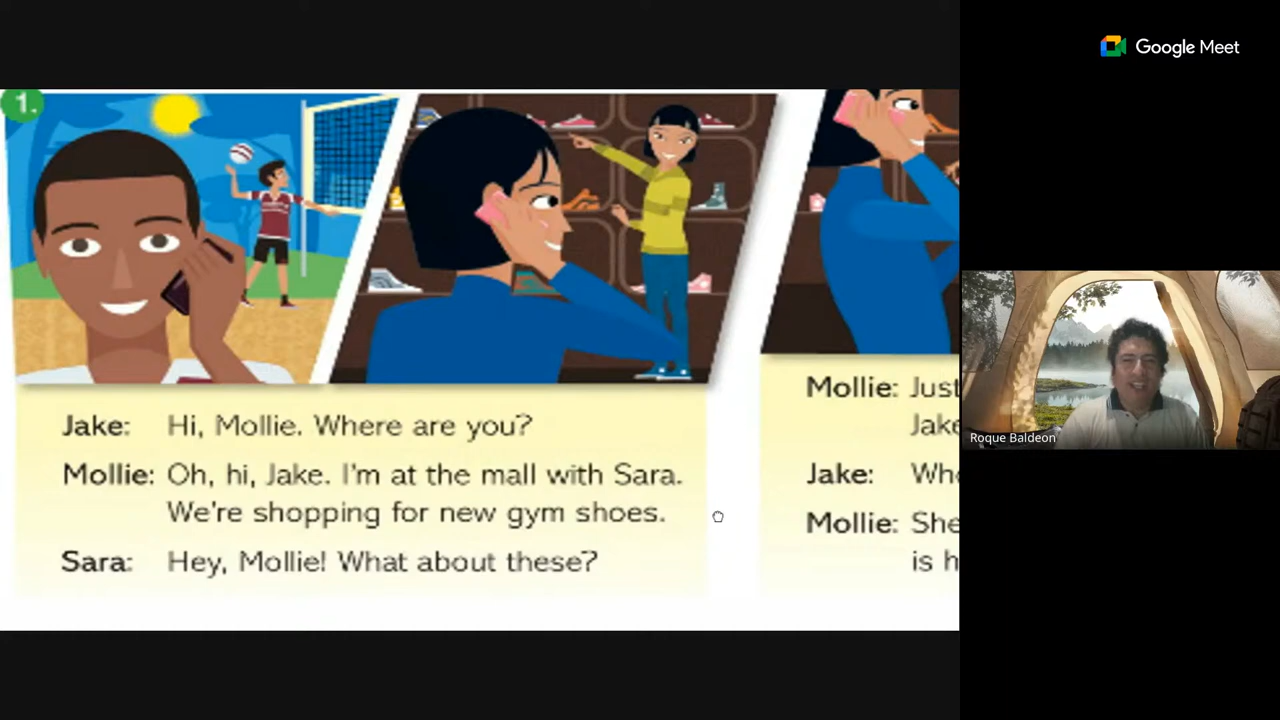 Google Meet
1.
Jake: Hi, Mollie. Where are you?
Mollie: Oh, hi, Jake. I'm at the mall with Sara.
We're shopping for new gym shoes.
Sara: Hey, Mollie! What about these?
Mollie: Just
Jake
Jake:
Mollie: She
is h
Roque Baldeon